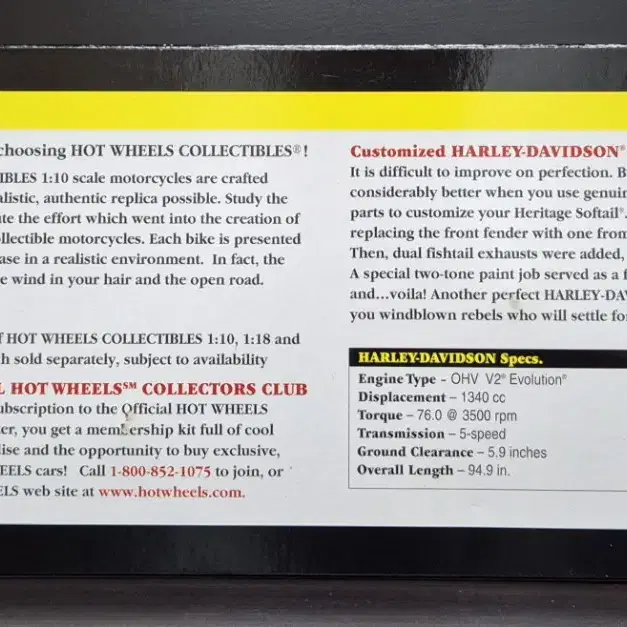 choosing HOT WHEELS COLLECTIBLES®!
IBLES 1:10 scale motorcycles are crafted
alistic, authentic replica possible. Study the
te the effort which went into the creation of
llectible motorcycles. Each bike is presented
ase in a realistic environment. In fact, the
e wind in your hair and the open road.
f HOT WHEELS COLLECTIBLES 1:10, 1:18 and
h sold separately, subject to availability
L HOT WHEELS℠ COLLECTORS CLUB
ubscription to the Official HOT WHEELS
er, you get a membership kit full of cool
lise and the opportunity to buy exclusive,
EELS cars! Call 1-800-852-1075 to join, or
ELS web site at www.hotwheels.com.
Customized HARLEY-DAVIDSON®
It is difficult to improve on perfection. B
considerably better when you use genuin
parts to customize your Heritage Softail®.
replacing the front fender with one from
Then, dual fishtail exhausts were added,
A special two-tone paint job served as a f
and...voila! Another perfect HARLEY-DA
you windblown rebels who will settle fo
HARLEY-DAVIDSON Specs.
Engine Type - OHV V2® Evolution®
Displacement – 1340 cc
Torque – 76.0 @ 3500 rpm
Transmission – 5-speed
Ground Clearance – 5.9 inches
Overall Length – 94.9 in.